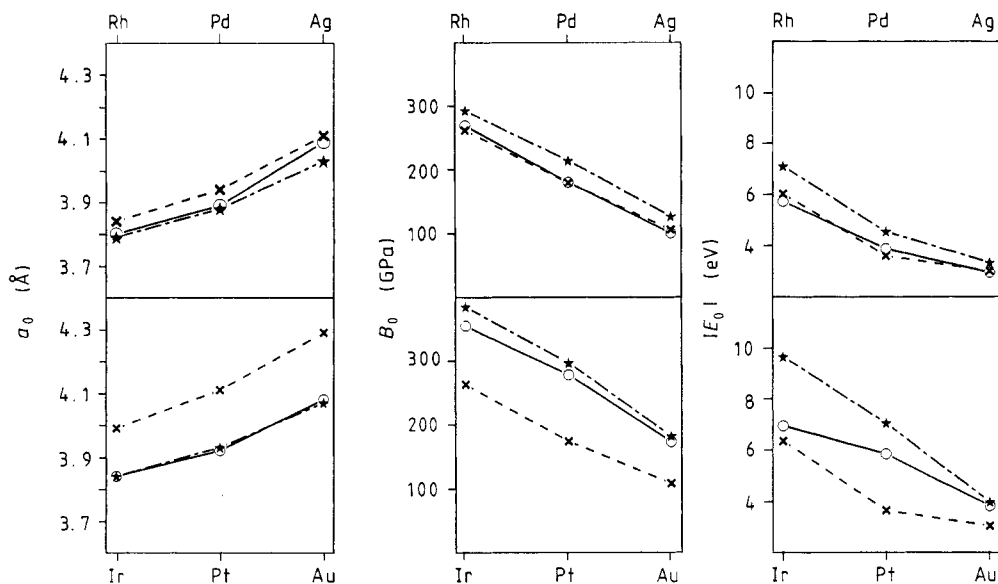 Rh Pd Ag
4.3
4.1
3.9
3.7
4.3
4.1
3.9
3.7
a₀ (Å)
Ir Pt Au
Rh Pd Ag
300
200
100
300
200
100
B₀ (GPa)
Ir Pt Au
Rh Pd Ag
10
8
6
4
10
8
6
4
|E₀| (eV)
Ir Pt Au